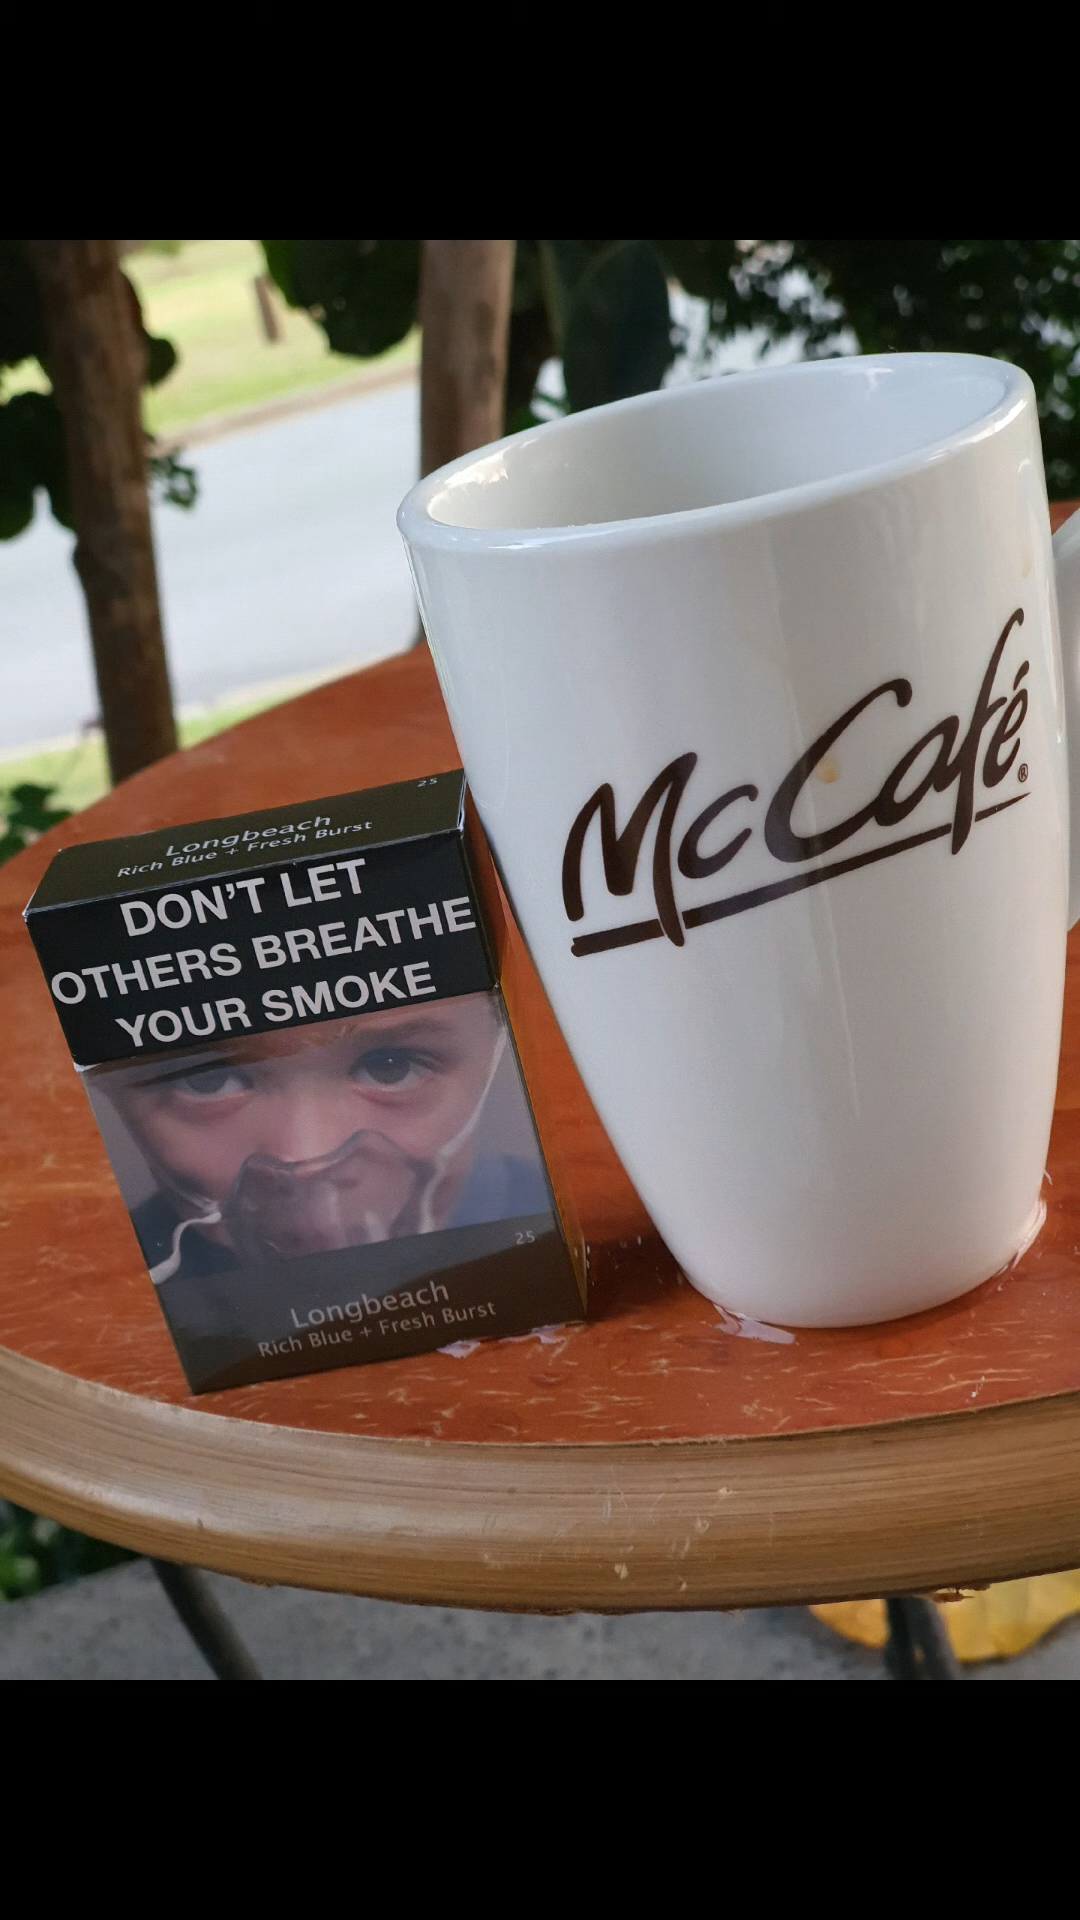 25
Longbeach
Rich Blue + Fresh Burst
DON'T LET
OTHERS BREATHE
YOUR SMOKE
25
Longbeach
Rich Blue + Fresh Burst
McCafé®